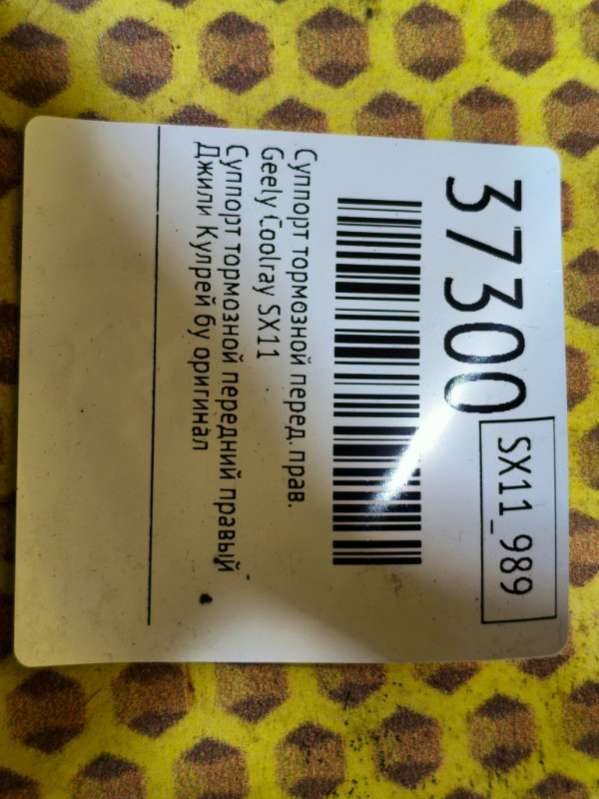 37300
SX11_989
Суппорт тормозной перед. прав.
Geely Coolray SX11
Суппорт тормозной передний правый
Джили Кулрей бу оригинал